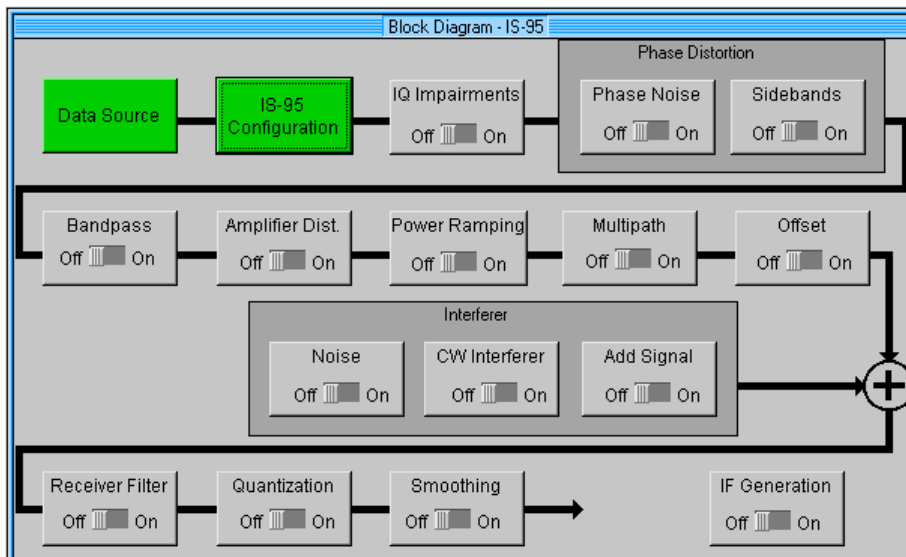 Block Diagram - IS-95
Phase Distortion
Data Source
IS-95
Configuration
IQ Impairments
Off On
Phase Noise
Off On
Sidebands
Off On
Bandpass
Off On
Amplifier Dist.
Off On
Power Ramping
Off On
Multipath
Off On
Offset
Off On
Interferer
Noise
Off On
CW Interferer
Off On
Add Signal
Off On
Receiver Filter
Off On
Quantization
Off On
Smoothing
Off On
IF Generation
Off On